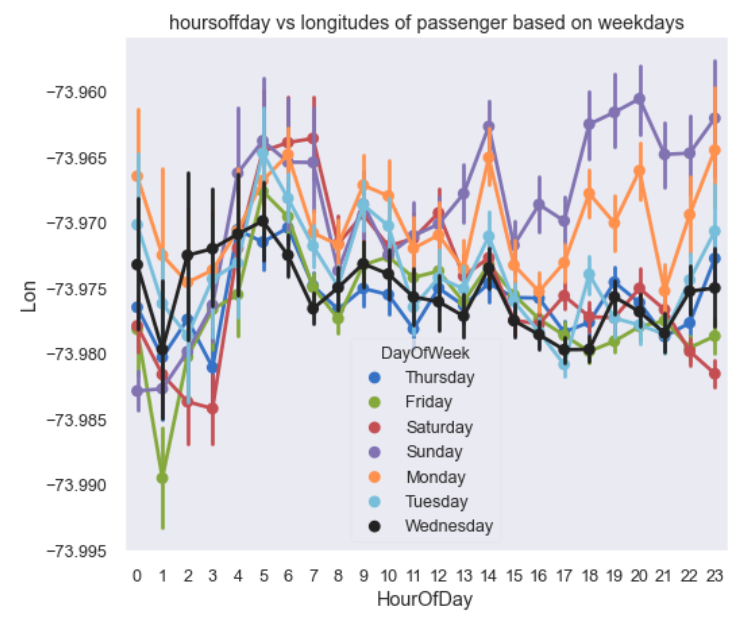 hoursoffday vs longitudes of passenger based on weekdays
−73.960
−73.965
−73.970
−73.975
−73.980
−73.985
−73.990
−73.995
Lon
DayOfWeek
Thursday
Friday
Saturday
Sunday
Monday
Tuesday
Wednesday
0 1 2 3 4 5 6 7 8 9 10 11 12 13 14 15 16 17 18 19 20 21 22 23
HourOfDay